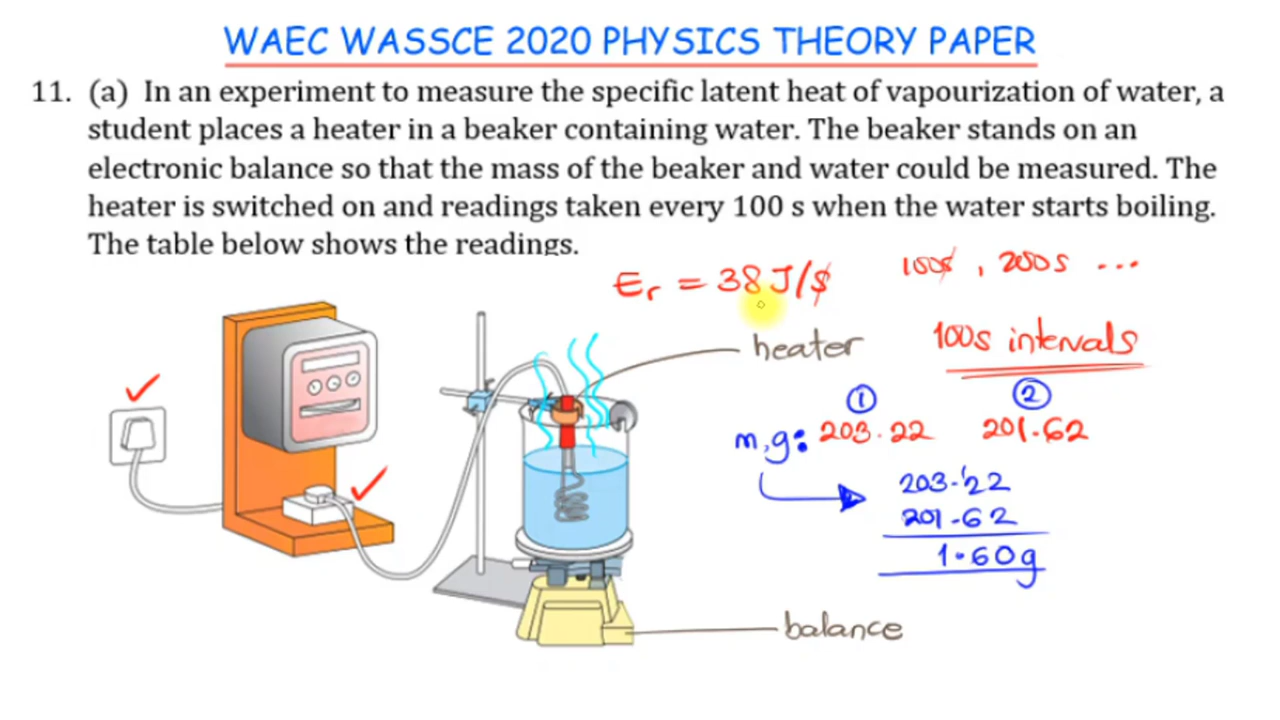 WAEC WASSCE 2020 PHYSICS THEORY PAPER
11. (a) In an experiment to measure the specific latent heat of vapourization of water, a
student places a heater in a beaker containing water. The beaker stands on an
electronic balance so that the mass of the beaker and water could be measured. The
heater is switched on and readings taken every 100 s when the water starts boiling.
The table below shows the readings.
Er = 38 J/s
100s, 200s ...
heater
100s intervals
1 2
m,g: 203.22 201.62
203.22
201.62
1.60g
balance